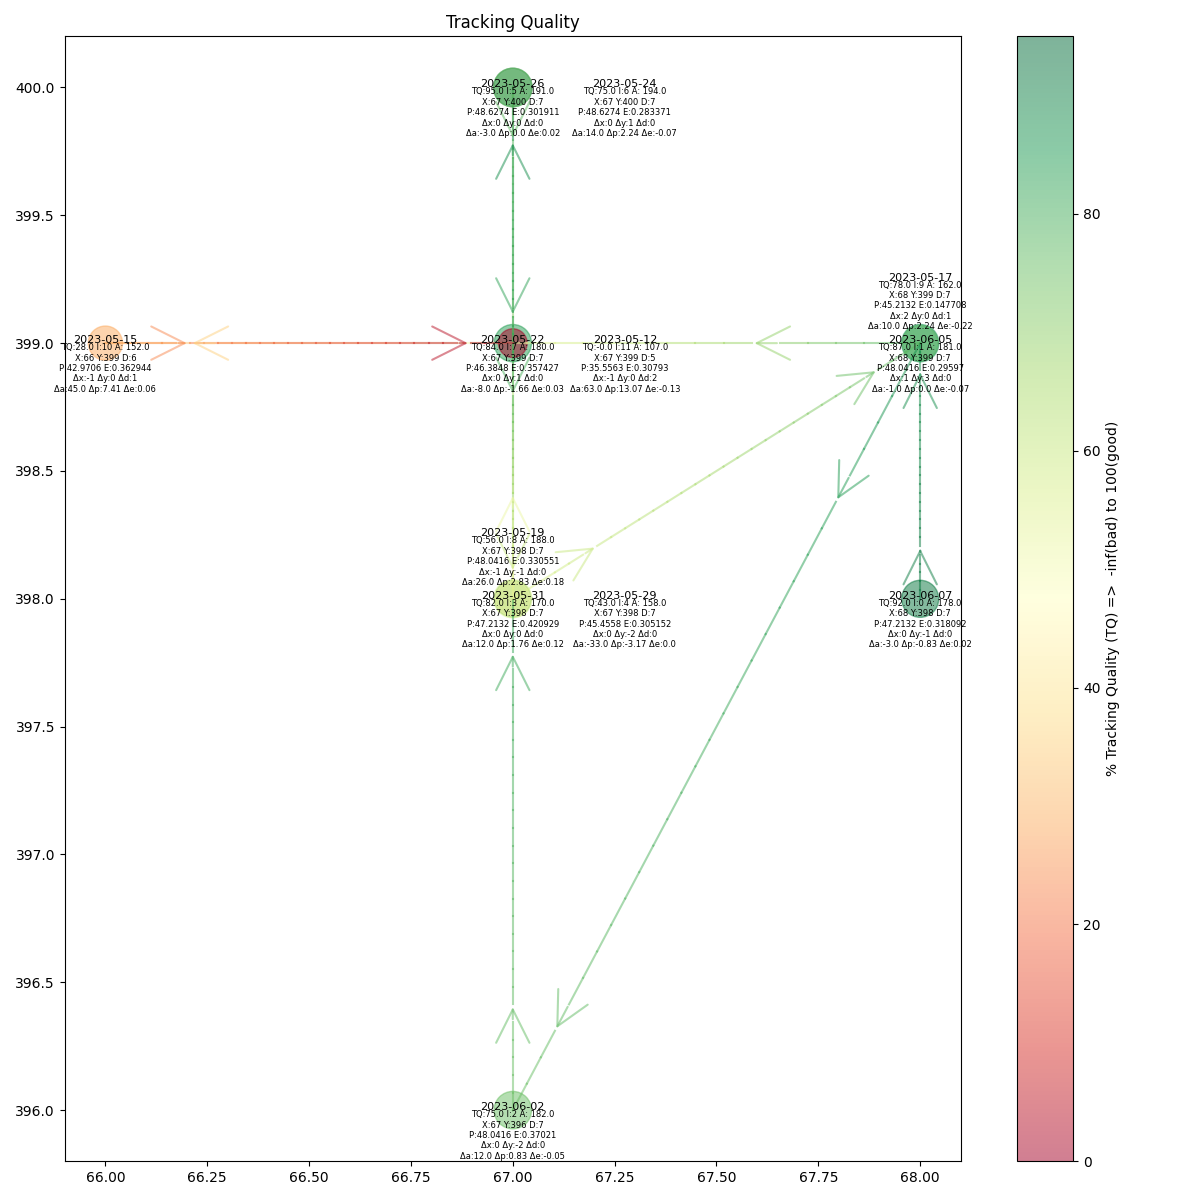 Tracking Quality
400.0
399.5
399.0
398.5
398.0
397.5
397.0
396.5
396.0
2023-05-26
TQ:95.0 I:5 A: 191.0
X:67 Y:400 D:7
P:48.6274 E:0.301911
Δx:0 Δy:0 Δd:0
Δa:-3.0 Δp:0.0 Δe:0.02
2023-05-24
TQ:75.0 I:6 A: 194.0
X:67 Y:400 D:7
P:48.6274 E:0.283371
Δx:0 Δy:1 Δd:0
Δa:14.0 Δp:2.24 Δe:-0.07
2023-05-17
TQ:78.0 I:9 A: 162.0
X:68 Y:399 D:7
P:45.2132 E:0.147708
Δx:2 Δy:0 Δd:1
Δa:10.0 Δp:2.24 Δe:-0.22
2023-05-15
TQ:28.0 I:10 A: 152.0
X:66 Y:399 D:6
P:42.9706 E:0.362944
Δx:-1 Δy:0 Δd:1
Δa:45.0 Δp:7.41 Δe:0.06
2023-05-22
TQ:84.0 I:7 A: 180.0
X:67 Y:399 D:7
P:46.3848 E:0.357427
Δx:0 Δy:1 Δd:0
Δa:-8.0 Δp:-1.66 Δe:0.03
2023-05-12
TQ:-0.0 I:11 A: 107.0
X:67 Y:399 D:5
P:35.5563 E:0.30793
Δx:-1 Δy:0 Δd:2
Δa:63.0 Δp:13.07 Δe:-0.13
2023-06-05
TQ:87.0 I:1 A: 181.0
X:68 Y:399 D:7
P:48.0416 E:0.29597
Δx:1 Δy:3 Δd:0
Δa:-1.0 Δp:0.0 Δe:-0.07
2023-05-19
TQ:56.0 I:8 A: 188.0
X:67 Y:398 D:7
P:48.0416 E:0.330551
Δx:-1 Δy:-1 Δd:0
Δa:26.0 Δp:2.83 Δe:0.18
2023-05-31
TQ:82.0 I:3 A: 170.0
X:67 Y:398 D:7
P:47.2132 E:0.420929
Δx:0 Δy:0 Δd:0
Δa:12.0 Δp:1.76 Δe:0.12
2023-05-29
TQ:43.0 I:4 A: 158.0
X:67 Y:398 D:7
P:45.4558 E:0.305152
Δx:0 Δy:-2 Δd:0
Δa:-33.0 Δp:-3.17 Δe:0.0
2023-06-07
TQ:92.0 I:0 A: 178.0
X:68 Y:398 D:7
P:47.2132 E:0.318092
Δx:0 Δy:-1 Δd:0
Δa:-3.0 Δp:-0.83 Δe:0.02
2023-06-02
TQ:75.0 I:2 A: 182.0
X:67 Y:396 D:7
P:48.0416 E:0.37021
Δx:0 Δy:-2 Δd:0
Δa:12.0 Δp:0.83 Δe:-0.05
66.00 66.25 66.50 66.75 67.00 67.25 67.50 67.75 68.00
80
60
40
20
0
% Tracking Quality (TQ) => -inf(bad) to 100(good)